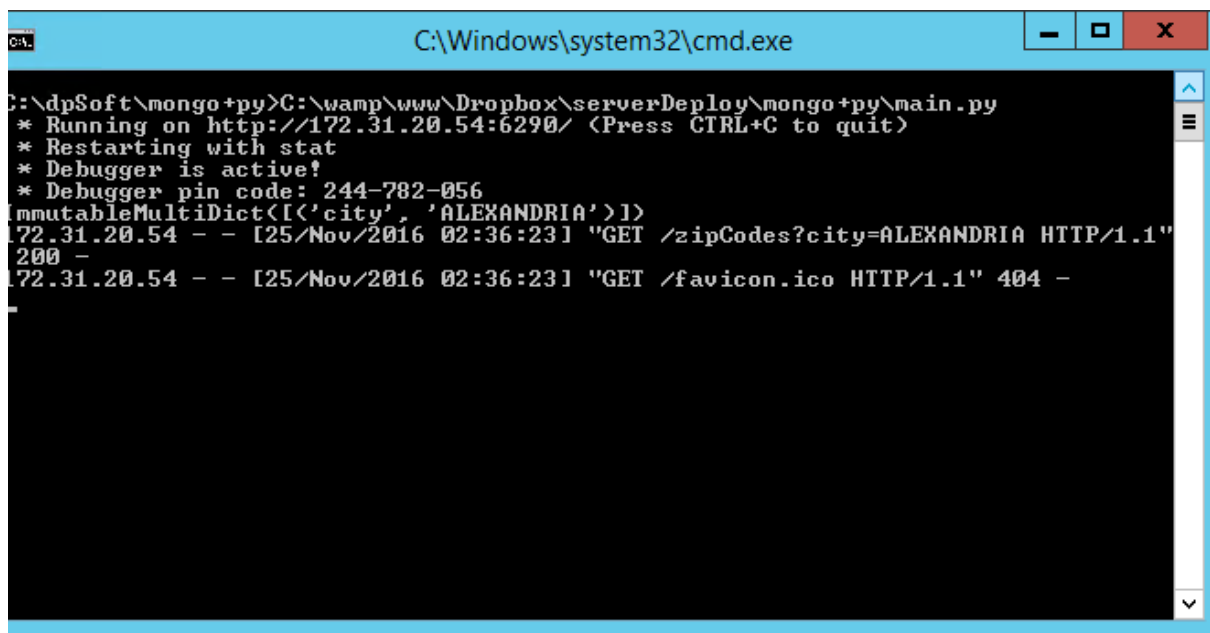 C:\Windows\system32\cmd.exe
C:\dpSoft\mongo+py>C:\wamp\www\Dropbox\serverDeploy\mongo+py\main.py
* Running on http://172.31.20.54:6290/ (Press CTRL+C to quit)
* Restarting with stat
* Debugger is active!
* Debugger pin code: 244-782-056
ImmutableMultiDict([('city', 'ALEXANDRIA')])
172.31.20.54 - - [25/Nov/2016 02:36:23] "GET /zipCodes?city=ALEXANDRIA HTTP/1.1"
200 -
172.31.20.54 - - [25/Nov/2016 02:36:23] "GET /favicon.ico HTTP/1.1" 404 -